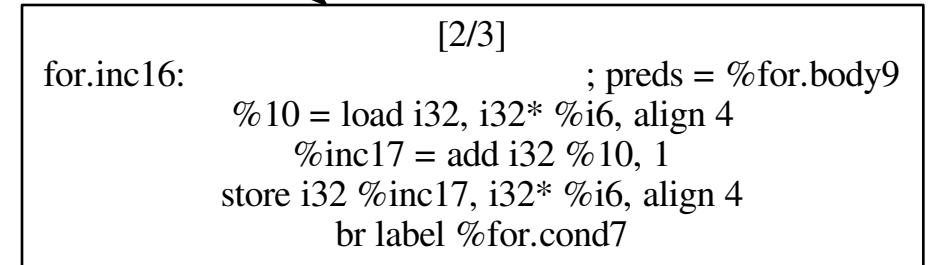 [2/3]
for.inc16: ; preds = %for.body9
%10 = load i32, i32* %i6, align 4
%inc17 = add i32 %10, 1
store i32 %inc17, i32* %i6, align 4
br label %for.cond7